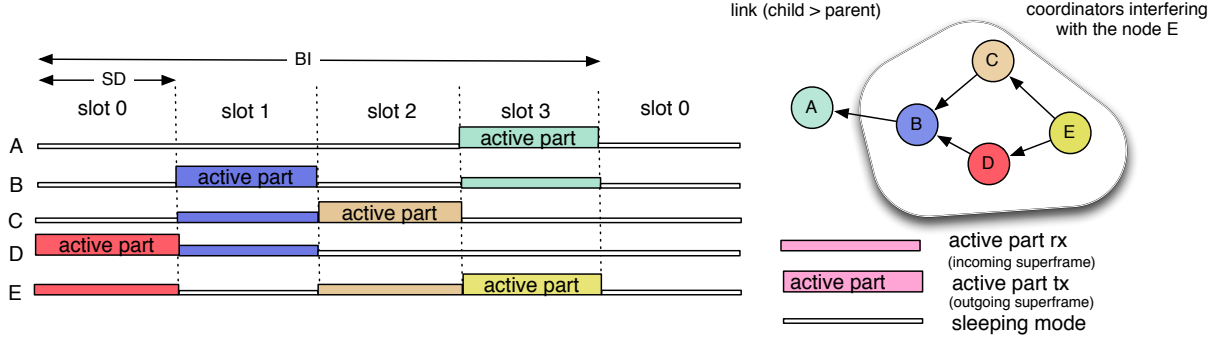 link (child > parent)
coordinators interfering
with the node E
BI
SD
slot 0
slot 1
slot 2
slot 3
slot 0
A
active part
B
active part
C
active part
D
active part
E
active part
A
B
C
D
E
active part rx
(incoming superframe)
active part
active part tx
(outgoing superframe)
sleeping mode